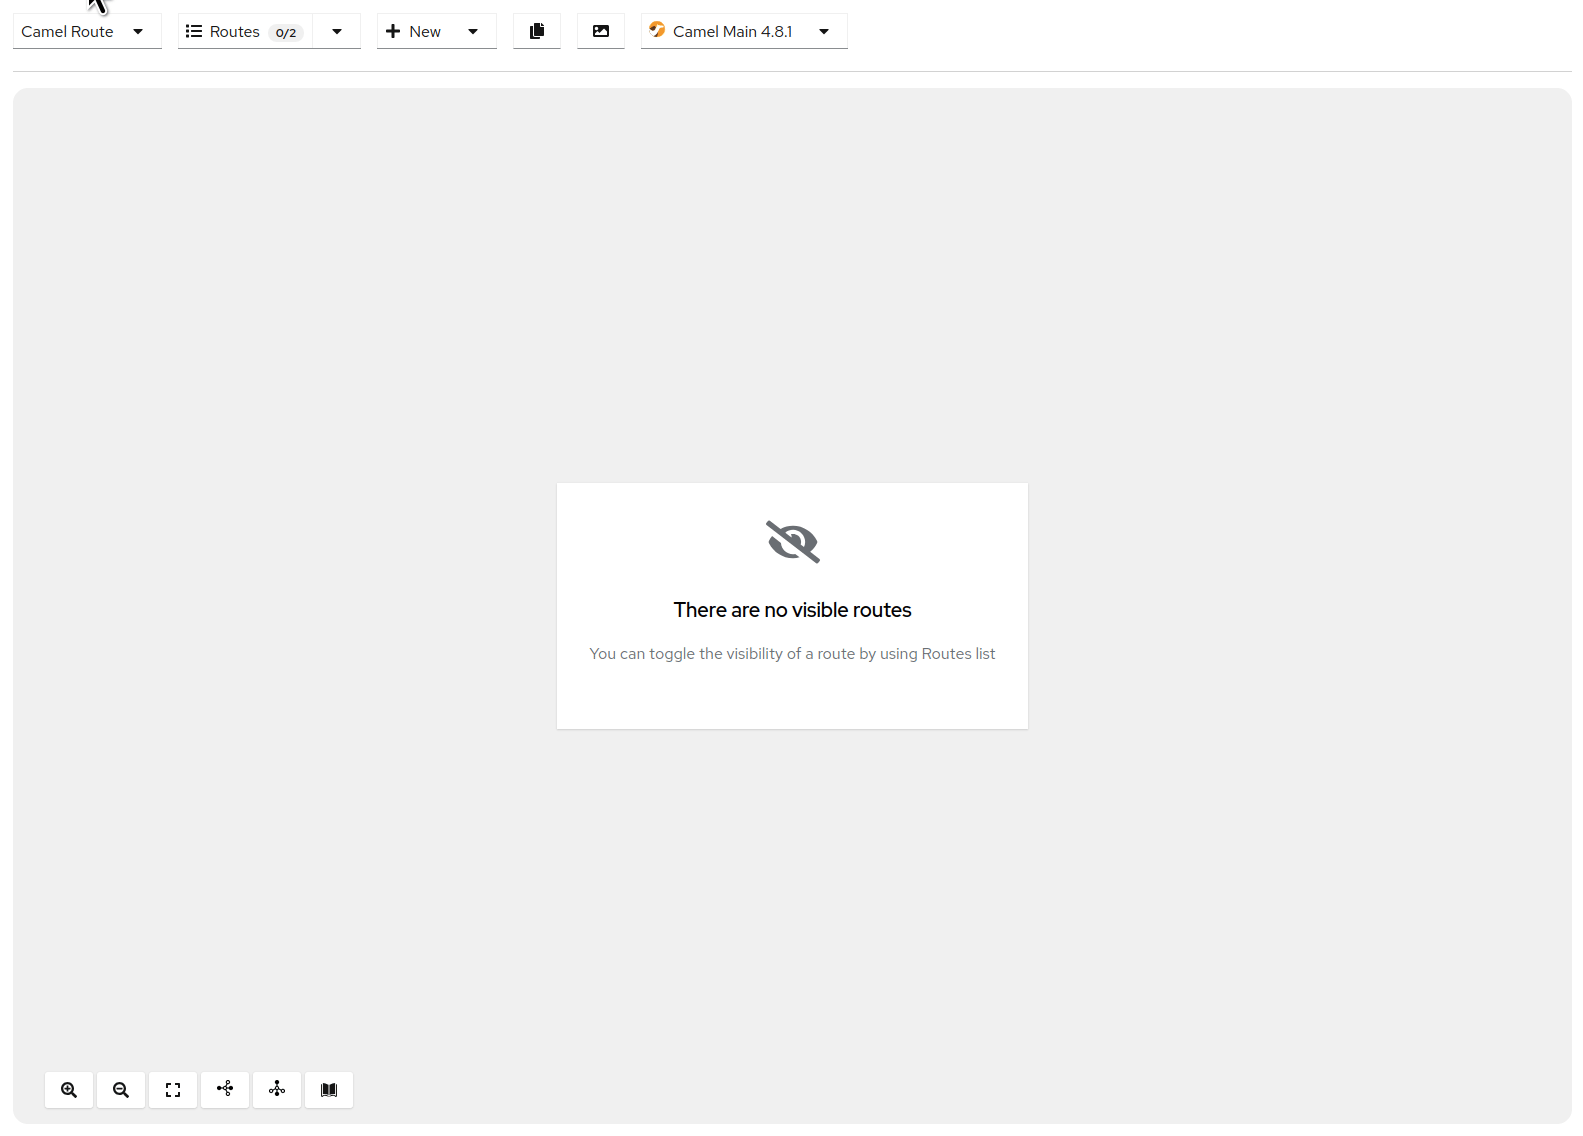 Camel Route
Routes 0/2
New
Camel Main 4.8.1
There are no visible routes
You can toggle the visibility of a route by using Routes list